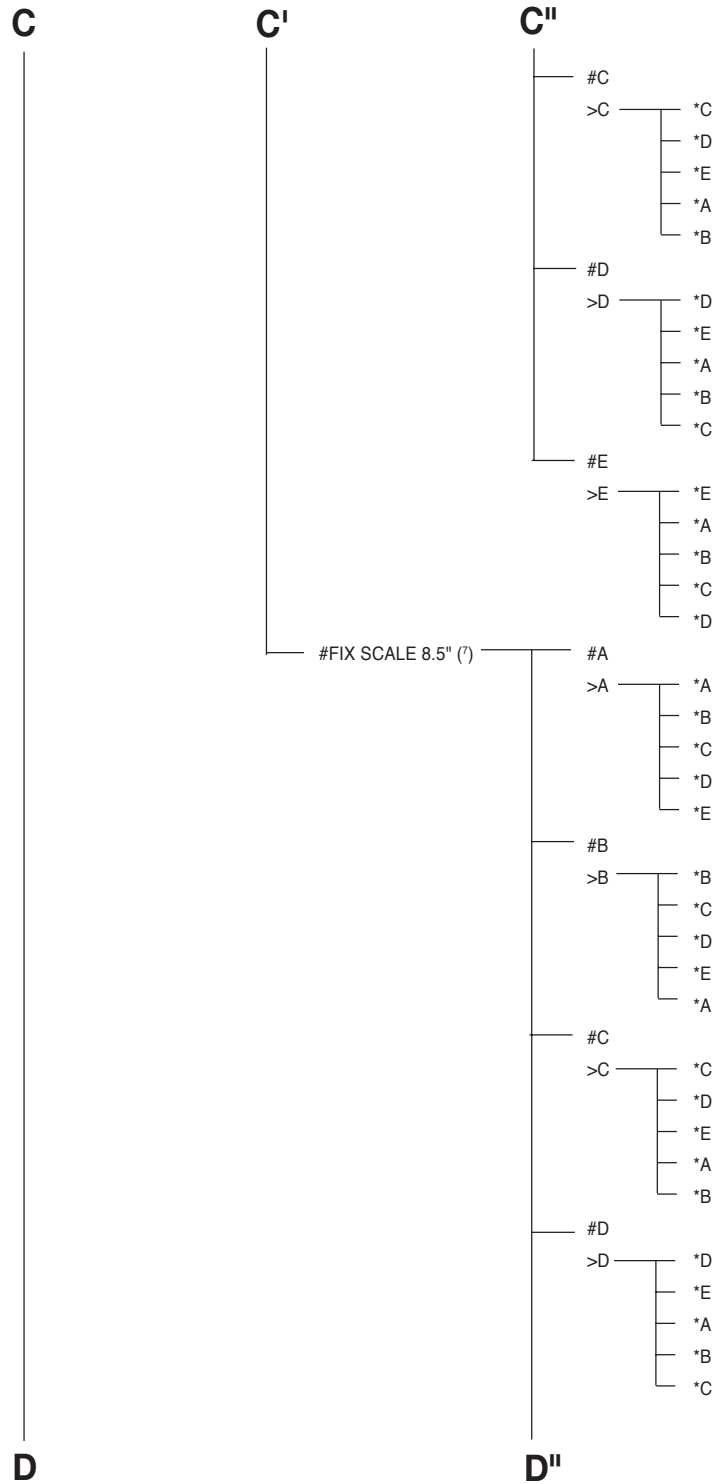 C C' C"
#C
>C *C
*D
*E
*A
*B
#D
>D *D
*E
*A
*B
*C
#E
>E *E
*A
*B
*C
*D
#FIX SCALE 8.5" (7) #A
>A *A
*B
*C
*D
*E
#B
>B *B
*C
*D
*E
*A
#C
>C *C
*D
*E
*A
*B
#D
>D *D
*E
*A
*B
*C
D D"